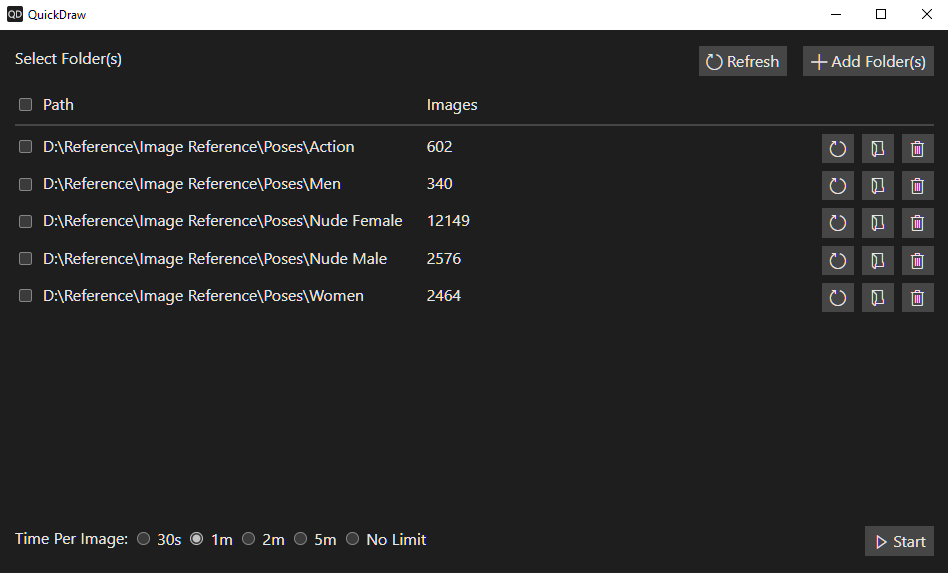 QD QuickDraw
Select Folder(s) Refresh Add Folder(s)
Path Images
D:\Reference\Image Reference\Poses\Action 602
D:\Reference\Image Reference\Poses\Men 340
D:\Reference\Image Reference\Poses\Nude Female 12149
D:\Reference\Image Reference\Poses\Nude Male 2576
D:\Reference\Image Reference\Poses\Women 2464
Time Per Image: 30s 1m 2m 5m No Limit Start